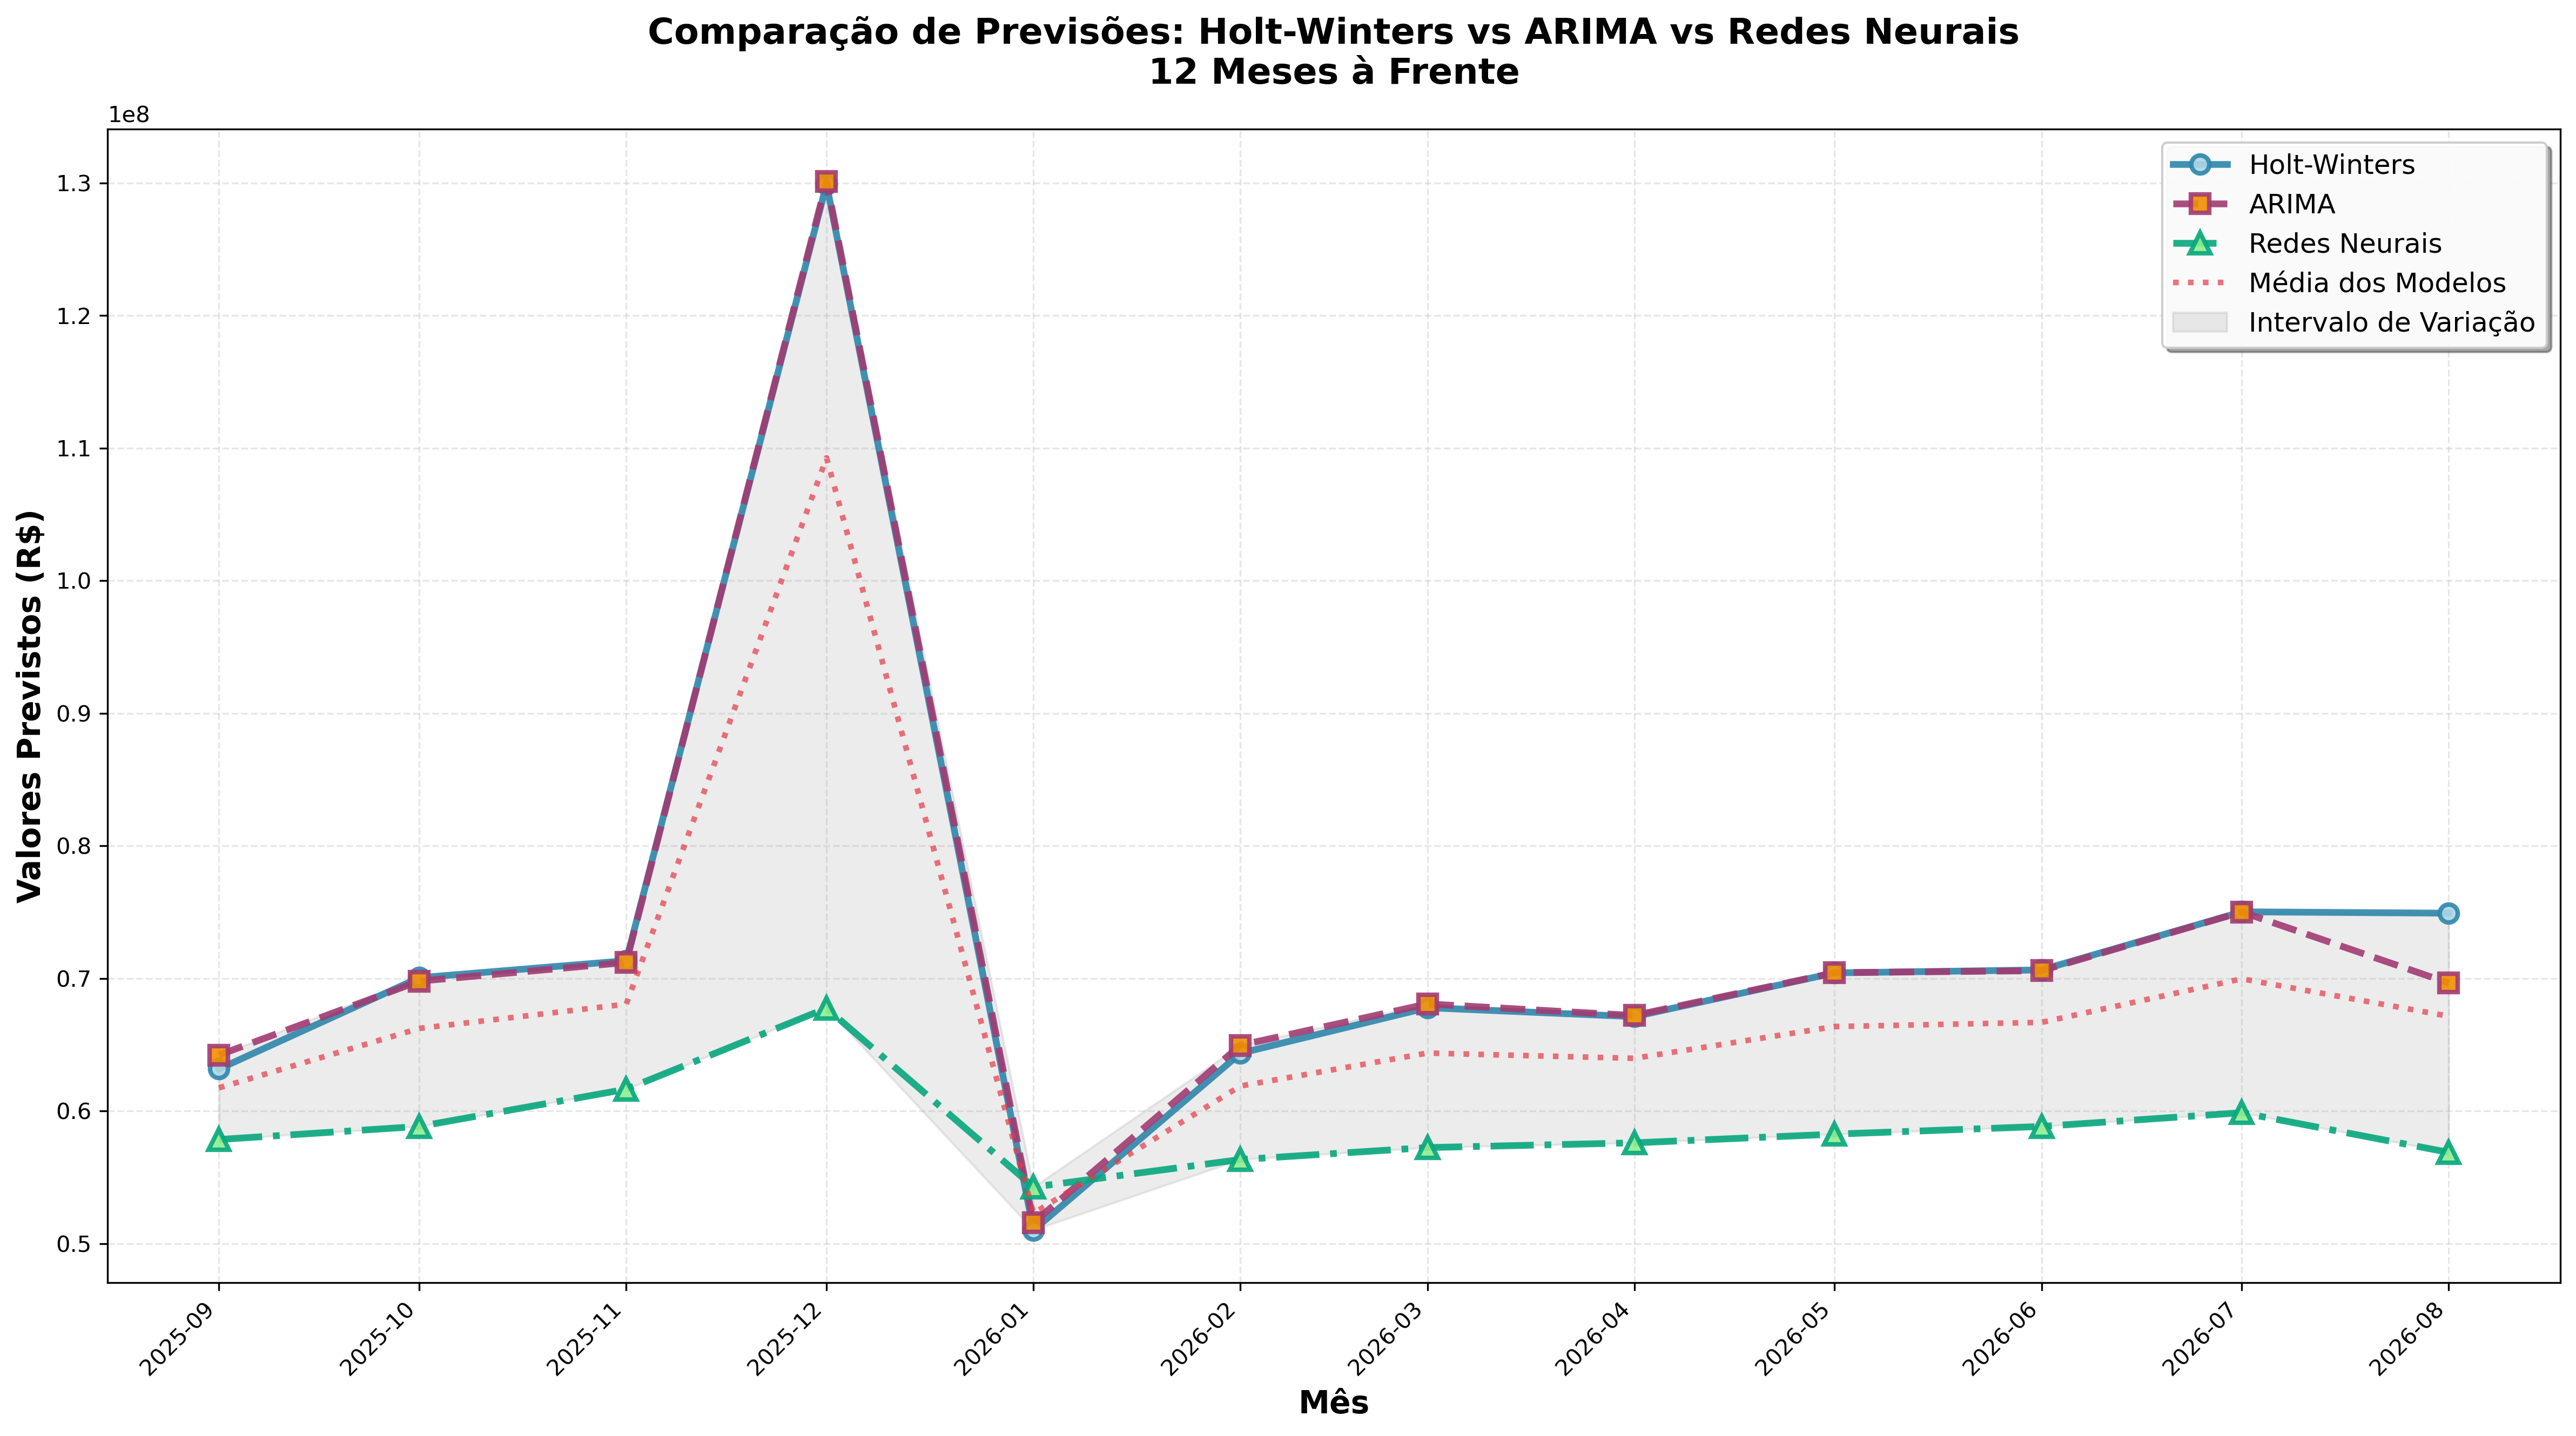 Comparação de Previsões: Holt-Winters vs ARIMA vs Redes Neurais
12 Meses à Frente
1e8
Holt-Winters
ARIMA
Redes Neurais
Média dos Modelos
Intervalo de Variação
Valores Previstos (R$)
1.3
1.2
1.1
1.0
0.9
0.8
0.7
0.6
0.5
2025-09
2025-10
2025-11
2025-12
2026-01
2026-02
2026-03
2026-04
2026-05
2026-06
2026-07
2026-08
Mês